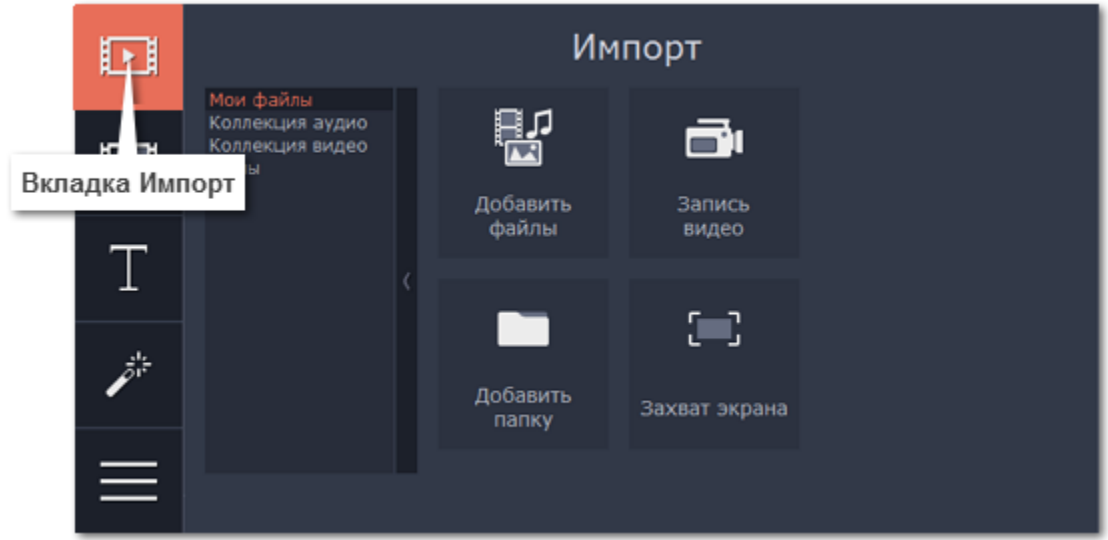 Импорт
Мои файлы
Коллекция аудио
Коллекция видео
Вкладка Импорт
Добавить
файлы
Запись
видео
T
Добавить
папку
Захват экрана